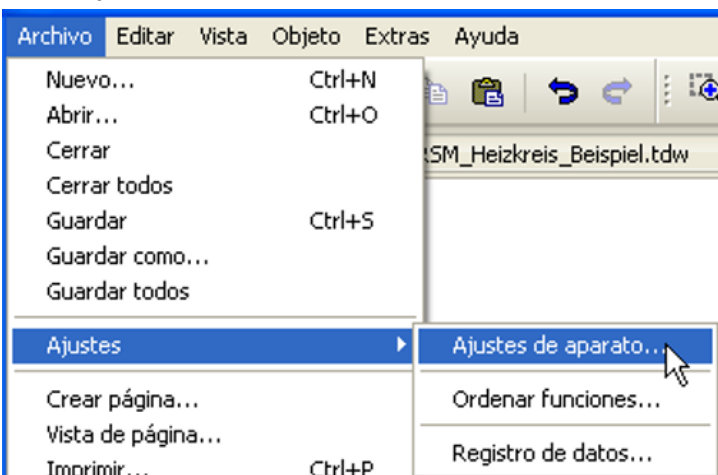 Archivo Editar Vista Objeto Extras Ayuda
Nuevo... Ctrl+N
Abrir... Ctrl+O
Cerrar
RSM_Heizkreis_Beispiel.tdw
Cerrar todos
Guardar Ctrl+S
Guardar como...
Guardar todos
Ajustes
Ajustes de aparato...
Crear página...
Ordenar funciones...
Vista de página...
Registro de datos...
Imprimir... Ctrl+P